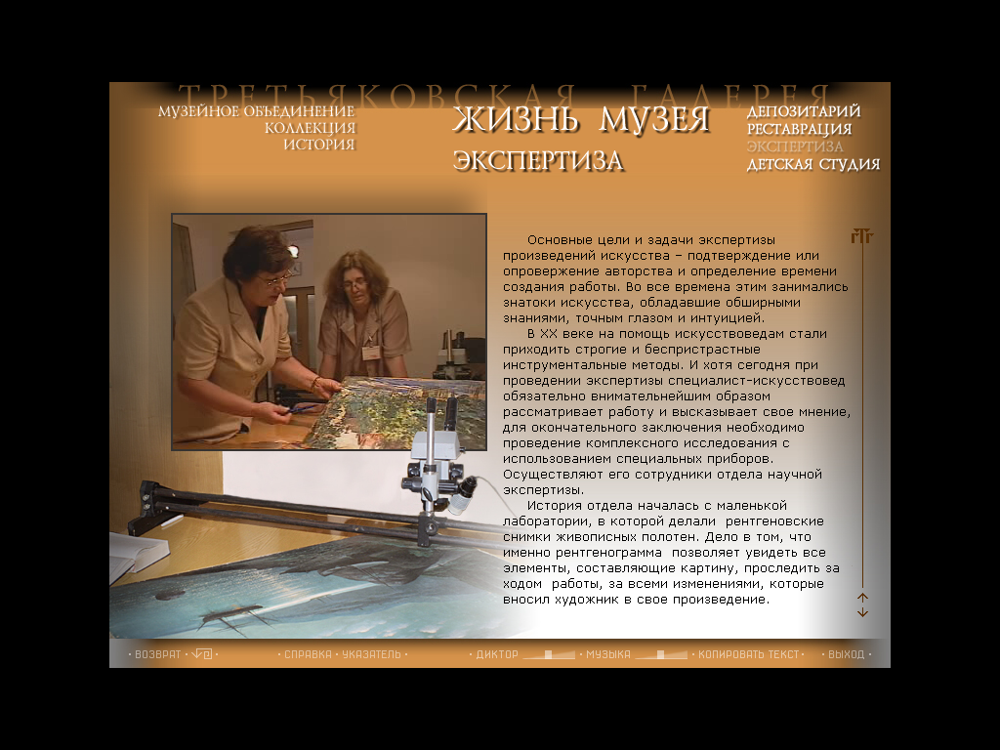 ТРЕТЬЯКОВСКАЯ ГАЛЕРЕЯ
МУЗЕЙНОЕ ОБЪЕДИНЕНИЕ
КОЛЛЕКЦИЯ
ИСТОРИЯ
ЖИЗНЬ МУЗЕЯ
ЭКСПЕРТИЗА
ДЕПОЗИТАРИЙ
РЕСТАВРАЦИЯ
ЭКСПЕРТИЗА
ДЕТСКАЯ СТУДИЯ
гТг
Основные цели и задачи экспертизы
произведений искусства – подтверждение или
опровержение авторства и определение времени
создания работы. Во все времена этим занимались
знатоки искусства, обладавшие обширными
знаниями, точным глазом и интуицией.
В XX веке на помощь искусствоведам стали
приходить строгие и беспристрастные
инструментальные методы. И хотя сегодня при
проведении экспертизы специалист-искусствовед
обязательно внимательнейшим образом
рассматривает работу и высказывает свое мнение,
для окончательного заключения необходимо
проведение комплексного исследования с
использованием специальных приборов.
Осуществляют его сотрудники отдела научной
экспертизы.
История отдела началась с маленькой
лаборатории, в которой делали рентгеновские
снимки живописных полотен. Дело в том, что
именно рентгенограмма позволяет увидеть все
элементы, составляющие картину, проследить за
ходом работы, за всеми изменениями, которые
вносил художник в свое произведение.
· ВОЗВРАТ · · СПРАВКА · УКАЗАТЕЛЬ · · ДИКТОР · МУЗЫКА · КОПИРОВАТЬ ТЕКСТ · · ВЫХОД ·